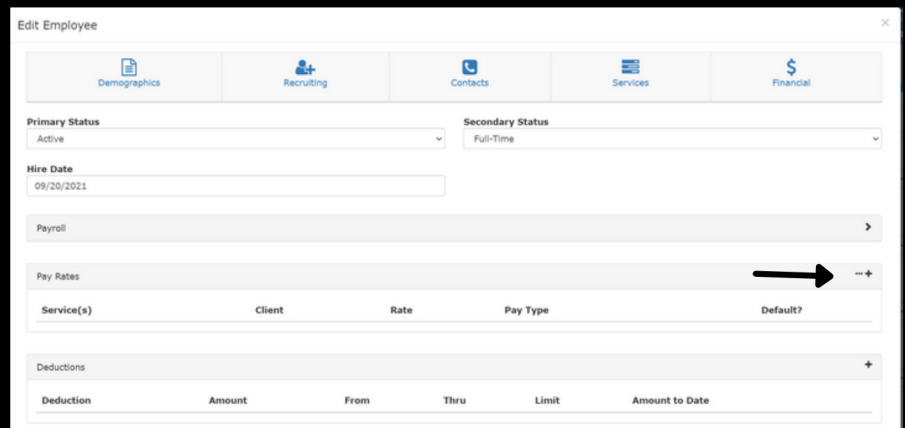 Edit Employee
Demographics Recruiting Contacts Services Financial
Primary Status Secondary Status
Active Full-Time
Hire Date
09/20/2021
Payroll
Pay Rates
Service(s) Client Rate Pay Type Default?
Deductions
Deduction Amount From Thru Limit Amount to Date